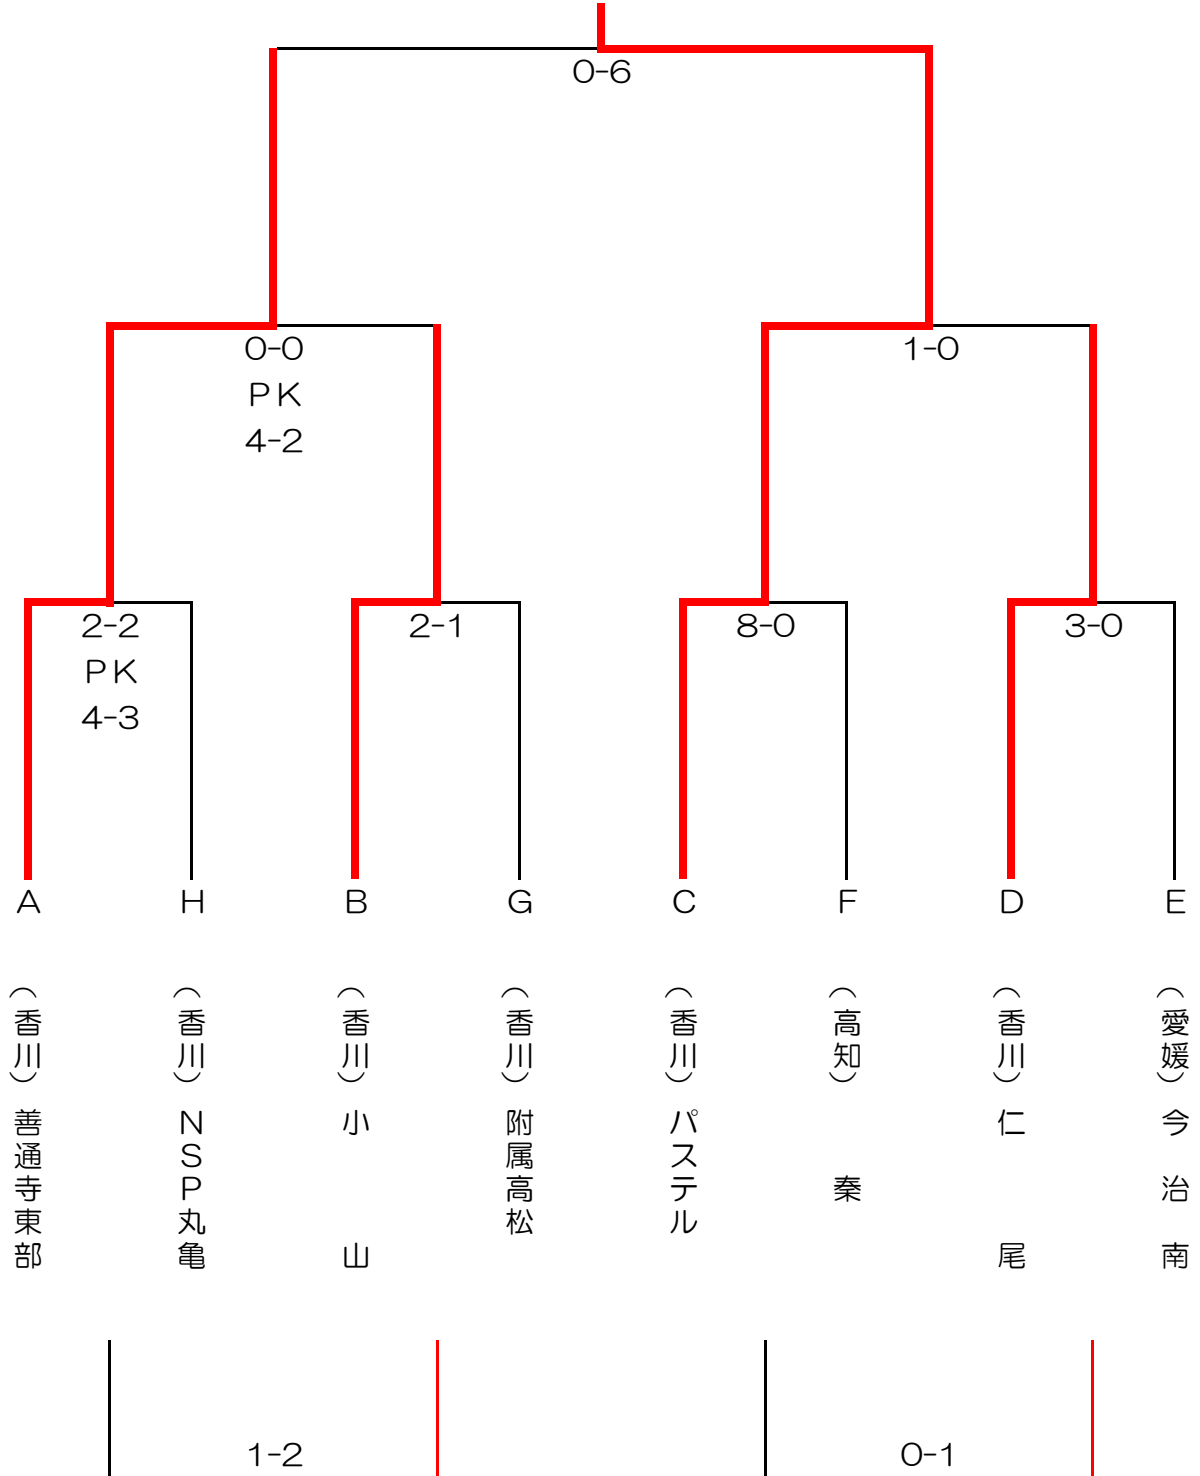 0-6
0-0
PK
4-2
1-0
2-2
PK
4-3
2-1
8-0
3-0
A
H
B
G
C
F
D
E
（香川）善通寺東部
（香川）NSP丸亀
（香川）小山
（香川）附属高松
（香川）パステル
（高知）秦
（香川）仁尾
（愛媛）今治南
1-2
0-1